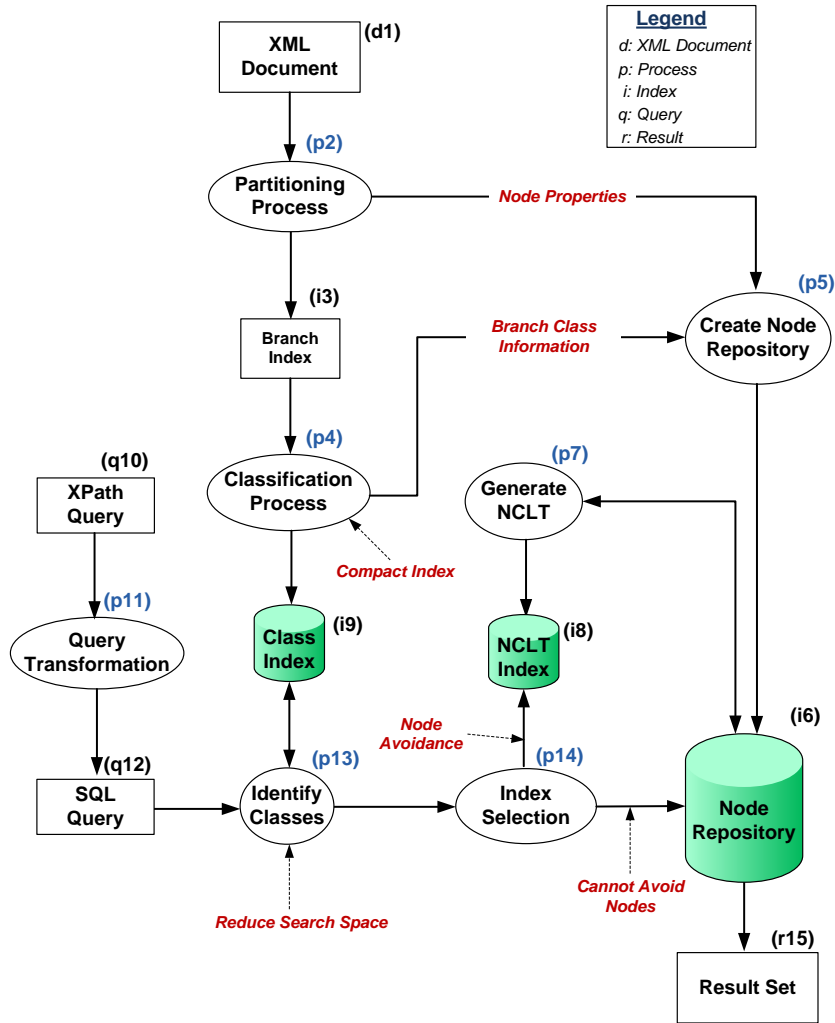 (d1)
XML
Document
Legend
d: XML Document
p: Process
i: Index
q: Query
r: Result
(p2)
Partitioning
Process
Node Properties
(p5)
Create Node
Repository
(i3)
Branch
Index
Branch Class
Information
(p4)
Classification
Process
(p7)
Generate
NCLT
(q10)
XPath
Query
Compact Index
(p11)
Query
Transformation
(i9)
Class
Index
(i8)
NCLT
Index
(i6)
Node
Repository
Node
Avoidance
(q12)
SQL
Query
(p13)
Identify
Classes
(p14)
Index
Selection
Cannot Avoid
Nodes
Reduce Search Space
(r15)
Result Set